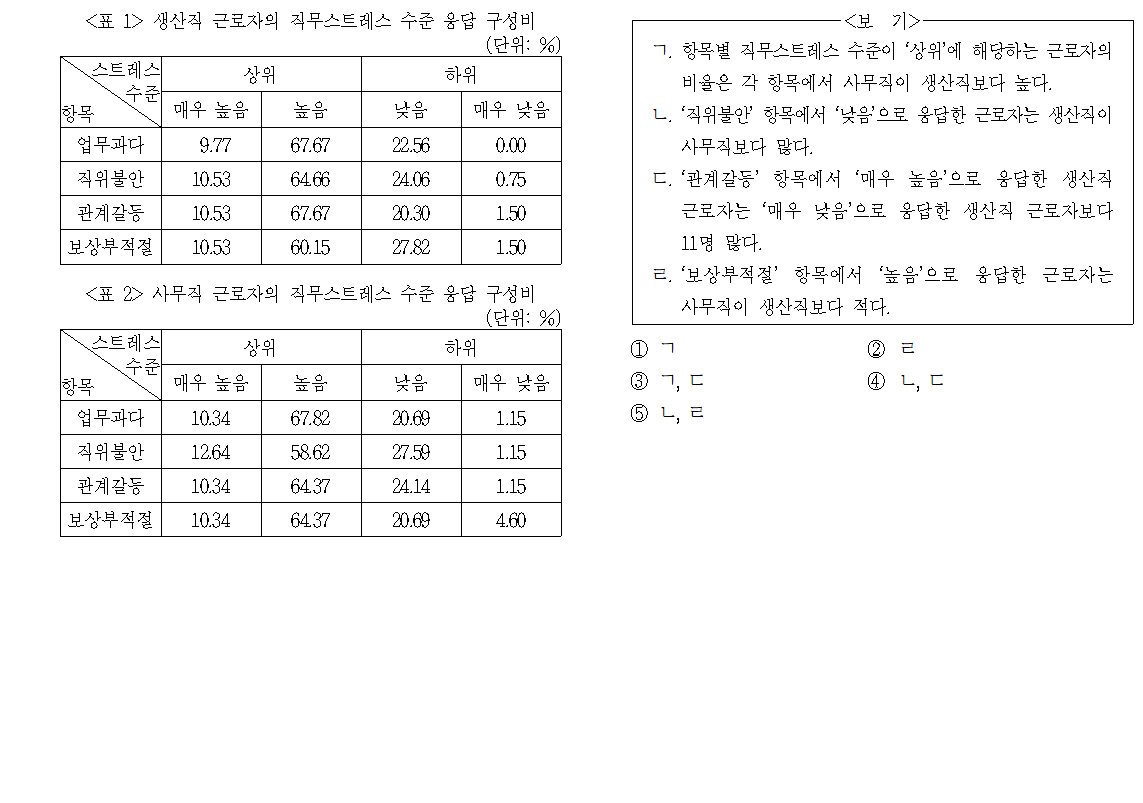 <표 1> 생산직 근로자의 직무스트레스 수준 응답 구성비
(단위: %)
스트레스 수준 항목 상위 하위
매우 높음 높음 낮음 매우 낮음
업무과다 9.77 67.67 22.56 0.00
직위불안 10.53 64.66 24.06 0.75
관계갈등 10.53 67.67 20.30 1.50
보상부적절 10.53 60.15 27.82 1.50
<표 2> 사무직 근로자의 직무스트레스 수준 응답 구성비
(단위: %)
스트레스 수준 항목 상위 하위
매우 높음 높음 낮음 매우 낮음
업무과다 10.34 67.82 20.69 1.15
직위불안 12.64 58.62 27.59 1.15
관계갈등 10.34 64.37 24.14 1.15
보상부적절 10.34 64.37 20.69 4.60
<보 기>
ㄱ. 항목별 직무스트레스 수준이 ‘상위’에 해당하는 근로자의
비율은 각 항목에서 사무직이 생산직보다 높다.
ㄴ. ‘직위불안’ 항목에서 ‘낮음’으로 응답한 근로자는 생산직이
사무직보다 많다.
ㄷ. ‘관계갈등’ 항목에서 ‘매우 높음’으로 응답한 생산직
근로자는 ‘매우 낮음’으로 응답한 생산직 근로자보다
11명 많다.
ㄹ. ‘보상부적절’ 항목에서 ‘높음’으로 응답한 근로자는
사무직이 생산직보다 적다.
① ㄱ ② ㄹ
③ ㄱ, ㄷ ④ ㄴ, ㄷ
⑤ ㄴ, ㄹ